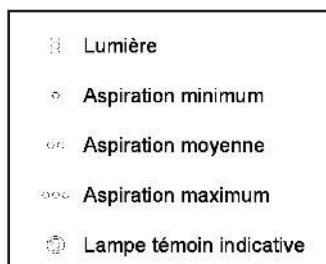 Lumière
Aspiration minimum
Aspiration moyenne
Aspiration maximum
Lampe témoin indicative